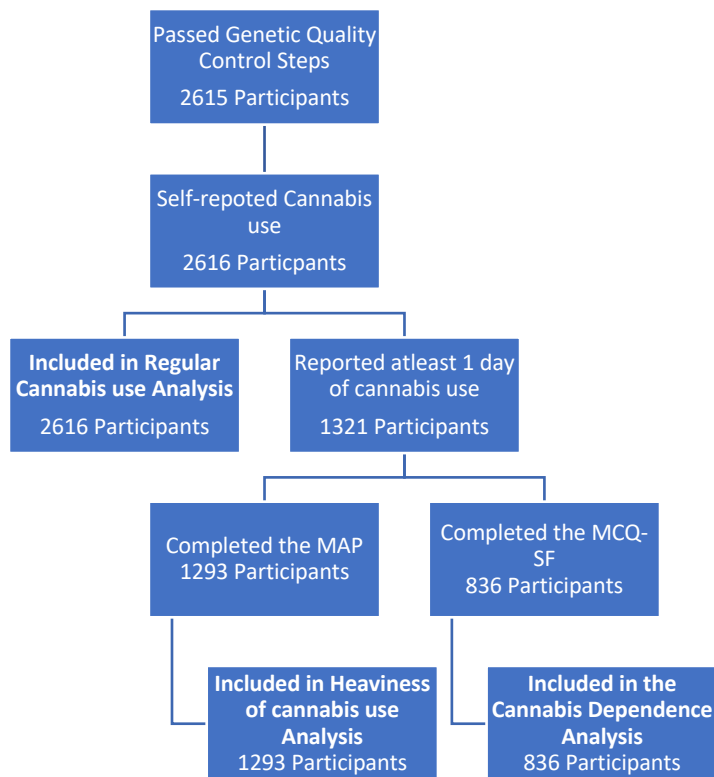 Passed Genetic Quality
Control Steps
2615 Participants
Self-repoted Cannabis
use
2616 Partcipants
Included in Regular
Cannabis use Analysis
2616 Participants
Reported atleast 1 day
of cannabis use
1321 Participants
Completed the MAP
1293 Participants
Completed the MCQ-
SF
836 Participants
Included in Heaviness
of cannabis use
Analysis
1293 Participants
Included in the
Cannabis Dependence
Analysis
836 Participants